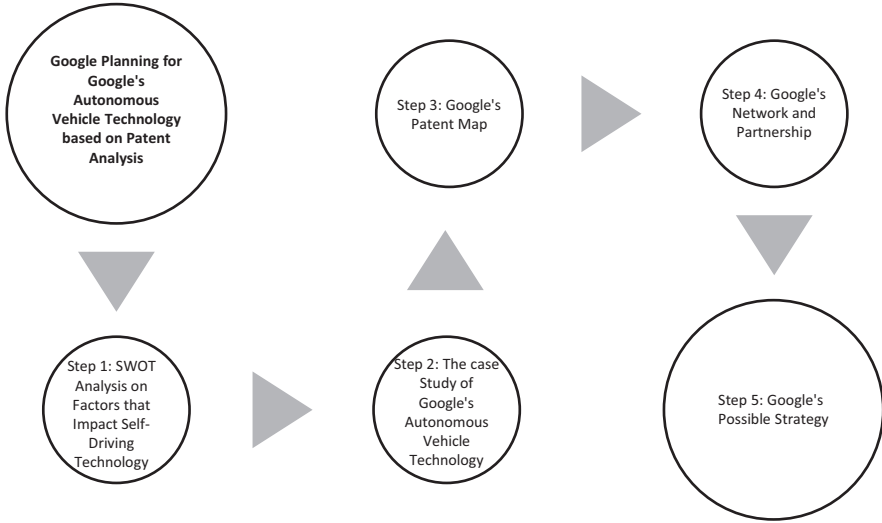 Google Planning for
Google's
Autonomous
Vehicle Technology
based on Patent
Analysis
Step 1: SWOT
Analysis on
Factors that
Impact Self-
Driving
Technology
Step 2: The case
Study of
Google's
Autonomous
Vehicle
Technology
Step 3: Google's
Patent Map
Step 4: Google's
Network and
Partnership
Step 5: Google's
Possible Strategy